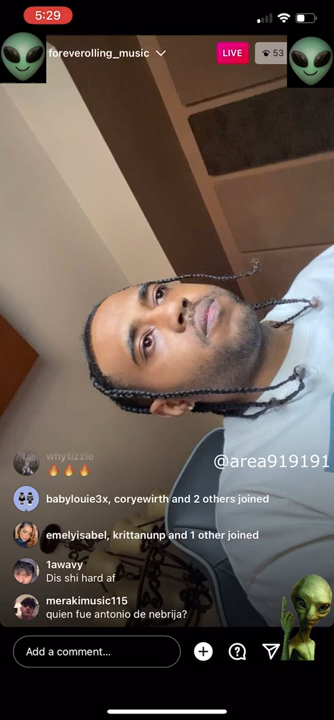 5:29
foreverolling_music
LIVE
53
whytizzle
🔥🔥🔥
@area919191
babylouie3x, coryewirth and 2 others joined
emelyisabel, krittanunp and 1 other joined
1awavy
Dis shi hard af
merakimusic115
quien fue antonio de nebrija?
Add a comment...